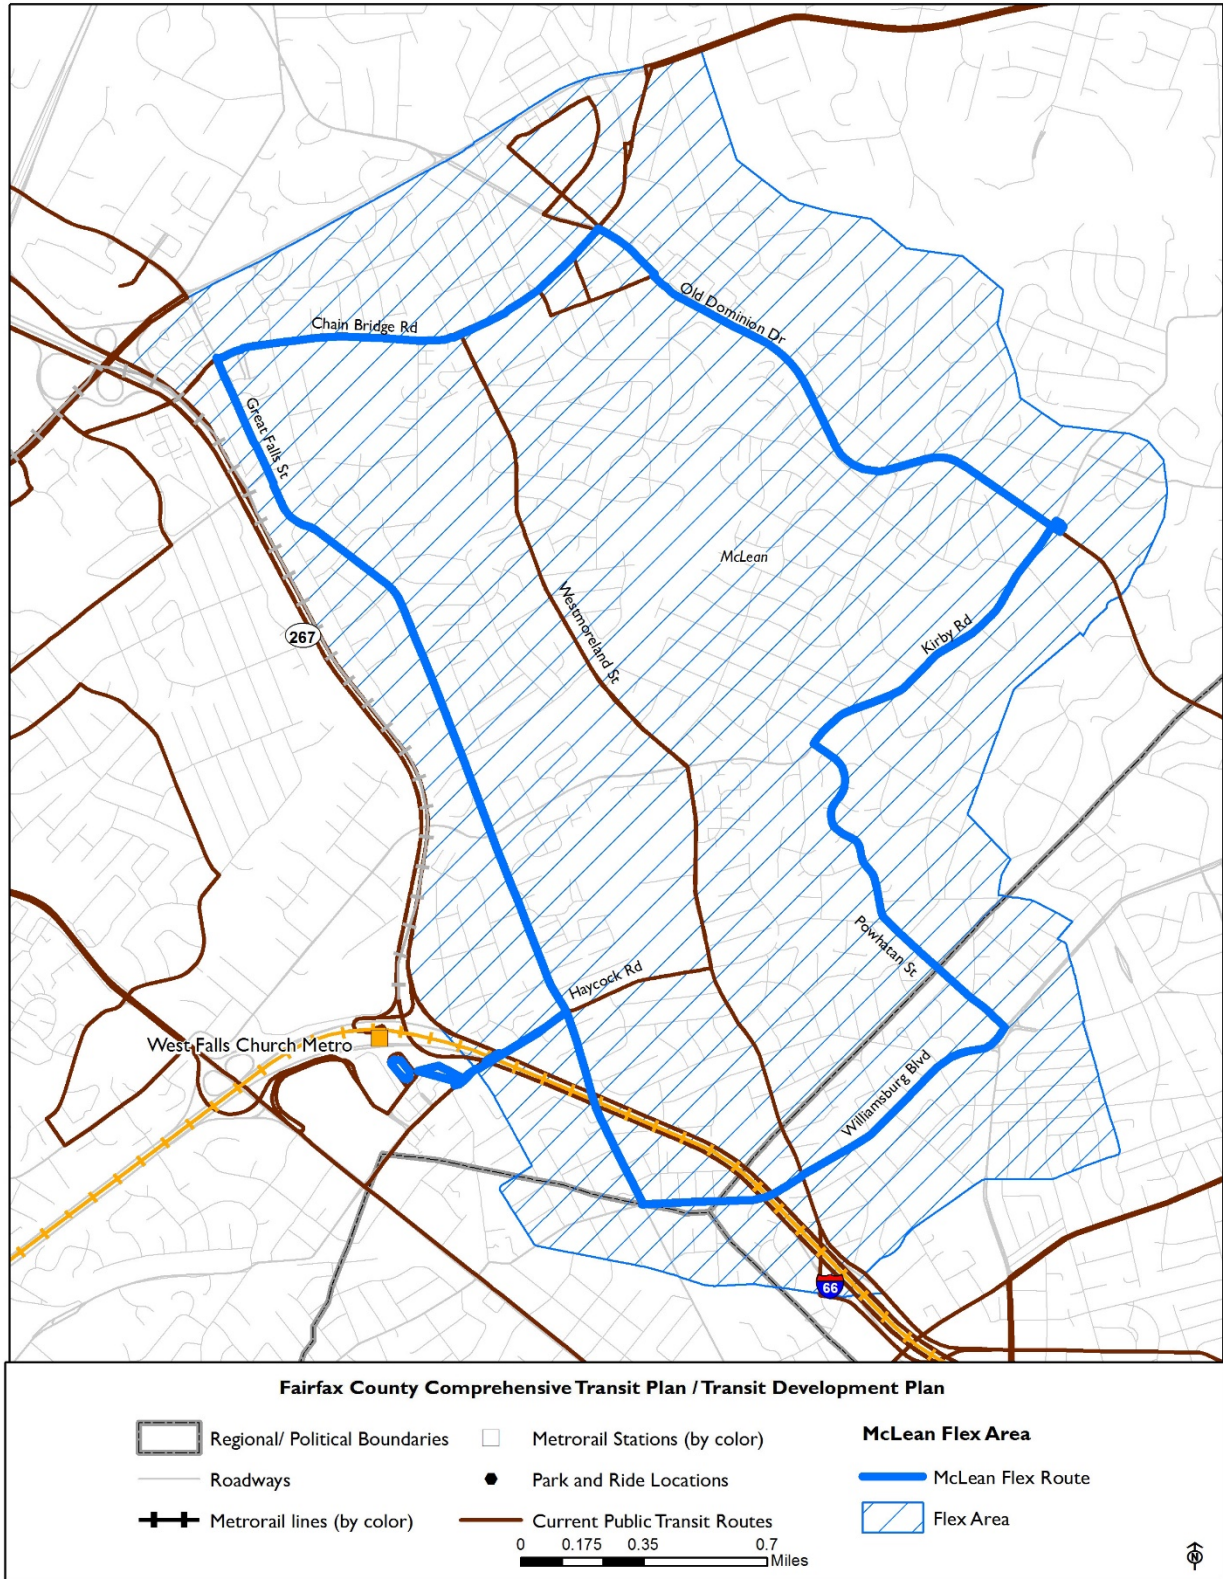 Chain Bridge Rd
Old Dominion Dr
Great Falls St
McLean
Westmoreland St
Kirby Rd
267
Powhatan St
Haycock Rd
West Falls Church Metro
Williamsburg Blvd
66
Fairfax County Comprehensive Transit Plan / Transit Development Plan
Regional/ Political Boundaries
Roadways
Metrorail lines (by color)
Metrorail Stations (by color)
Park and Ride Locations
Current Public Transit Routes
McLean Flex Area
McLean Flex Route
Flex Area
0 0.175 0.35 0.7
Miles
N